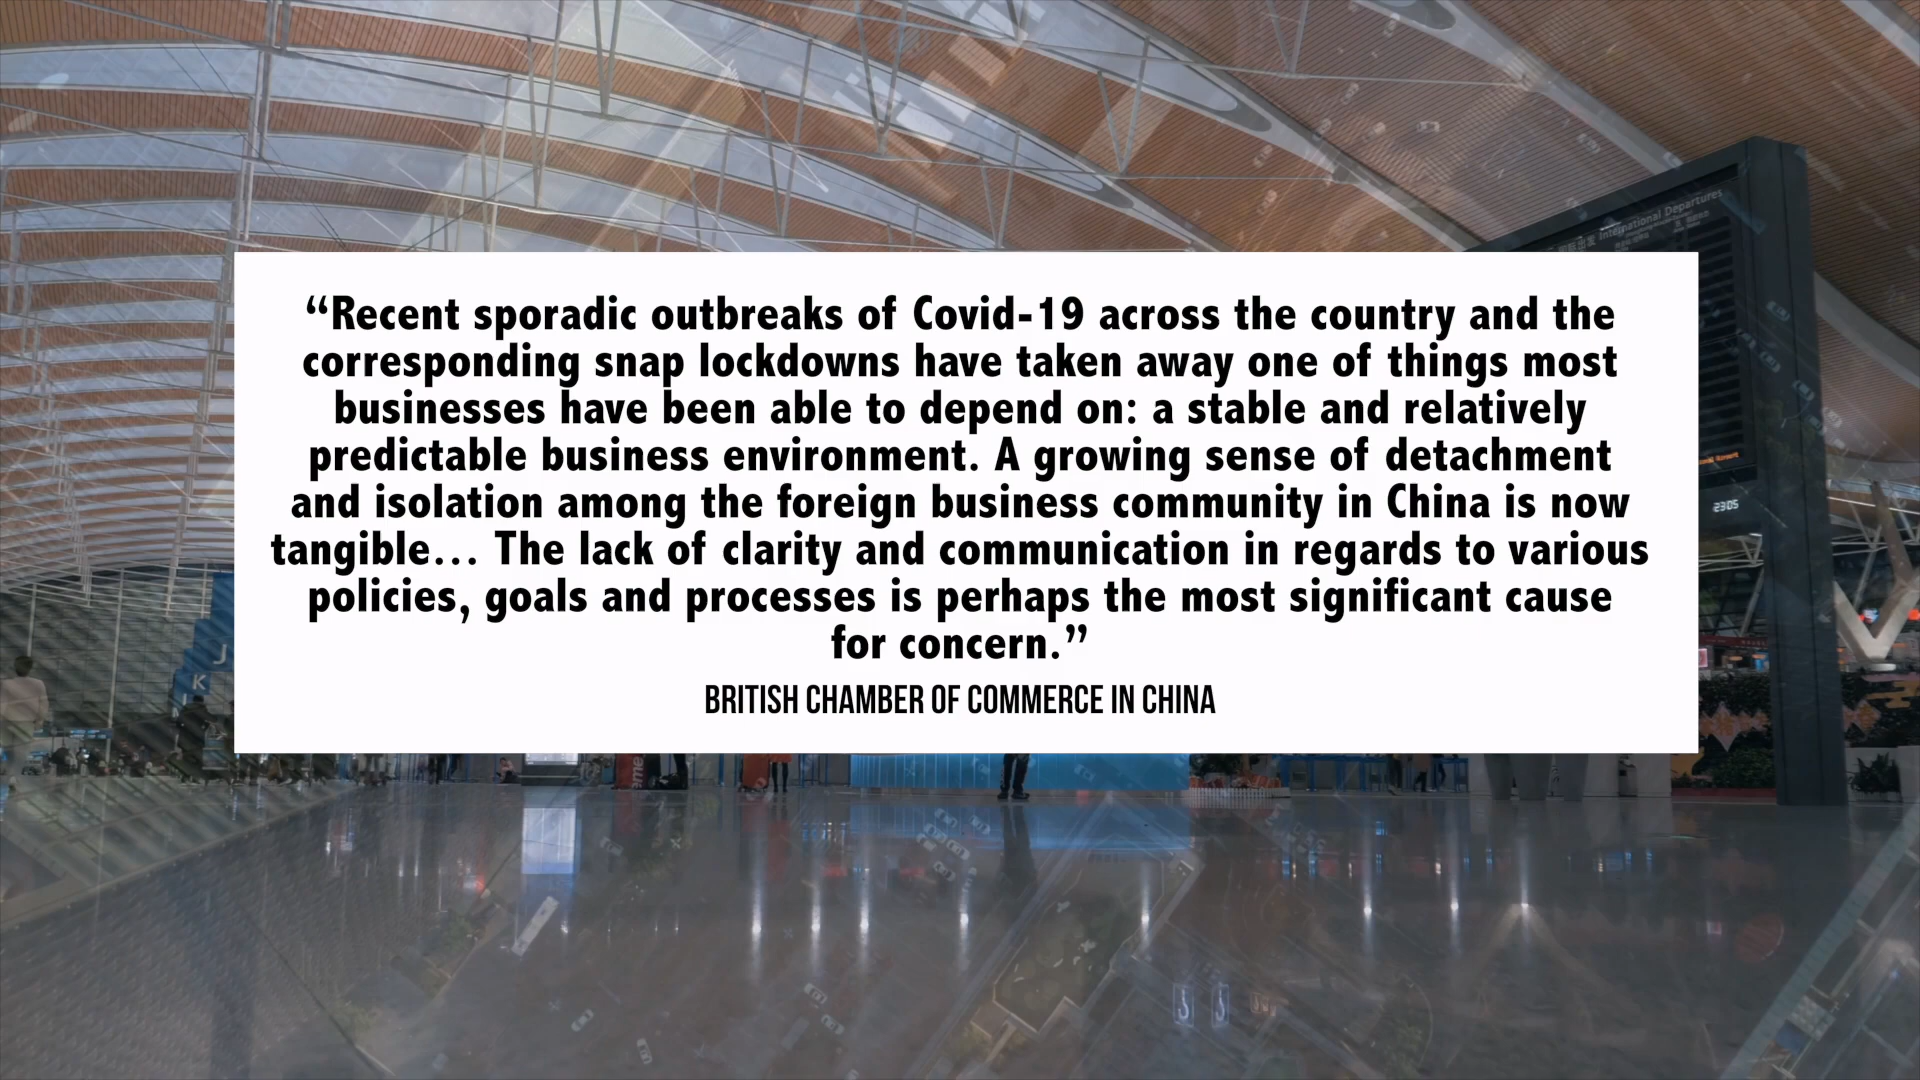 International Departures
“Recent sporadic outbreaks of Covid-19 across the country and the
corresponding snap lockdowns have taken away one of things most
businesses have been able to depend on: a stable and relatively
predictable business environment. A growing sense of detachment
and isolation among the foreign business community in China is now
tangible… The lack of clarity and communication in regards to various
policies, goals and processes is perhaps the most significant cause
for concern.”
BRITISH CHAMBER OF COMMERCE IN CHINA
23:05
J
K